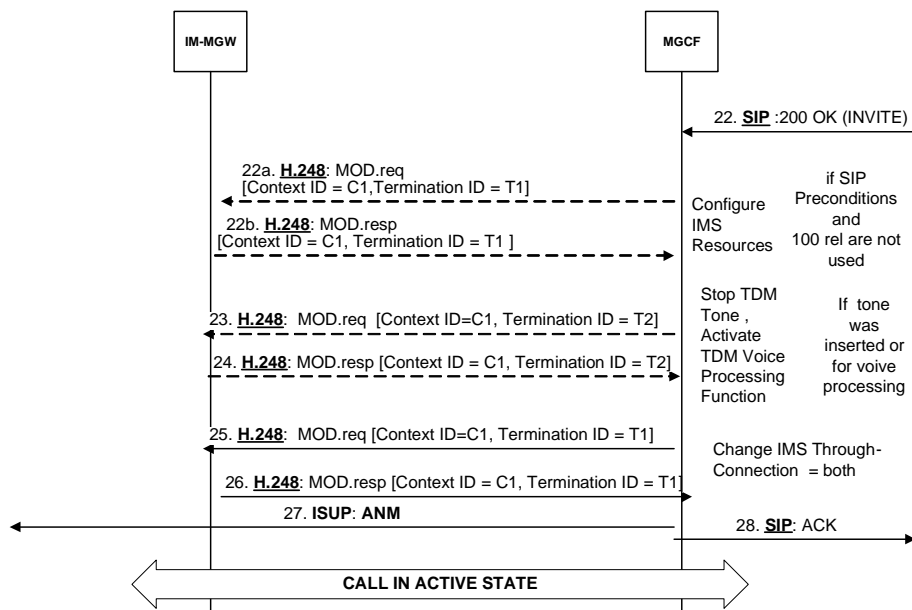 IM-MGW
MGCF
22. SIP :200 OK (INVITE)
22a. H.248: MOD.req
[Context ID = C1,Termination ID = T1]
Configure
IMS
Resources
if SIP
Preconditions
and
100 rel are not
used
22b. H.248: MOD.resp
[Context ID = C1, Termination ID = T1 ]
23. H.248:  MOD.req  [Context ID=C1, Termination ID = T2]
Stop TDM
Tone ,
Activate
TDM Voice
Processing
Function
If  tone
was
inserted or
for voive
processing
24. H.248: MOD.resp [Context ID = C1, Termination ID = T2]
25. H.248:  MOD.req [Context ID=C1, Termination ID = T1]
Change IMS Through-
Connection  = both
26. H.248: MOD.resp [Context ID = C1, Termination ID = T1]
27. ISUP: ANM
28. SIP: ACK
CALL IN ACTIVE STATE